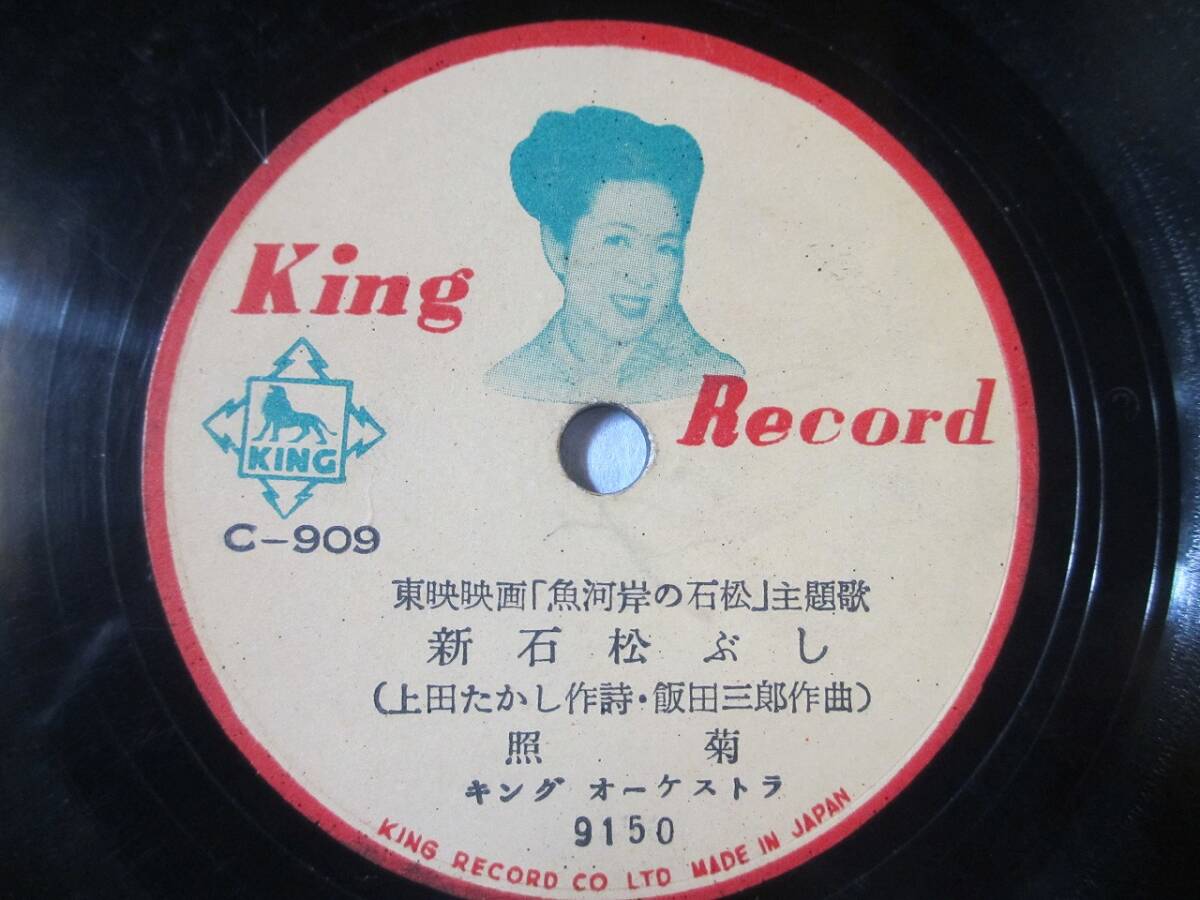 King
Record
KING
C-909
東映映画「魚河岸の石松」主題歌
新石松ぶし
(上田たかし作詩・飯田三郎作曲)
照菊
キング オーケストラ
9150
KING RECORD CO LTD MADE IN JAPAN